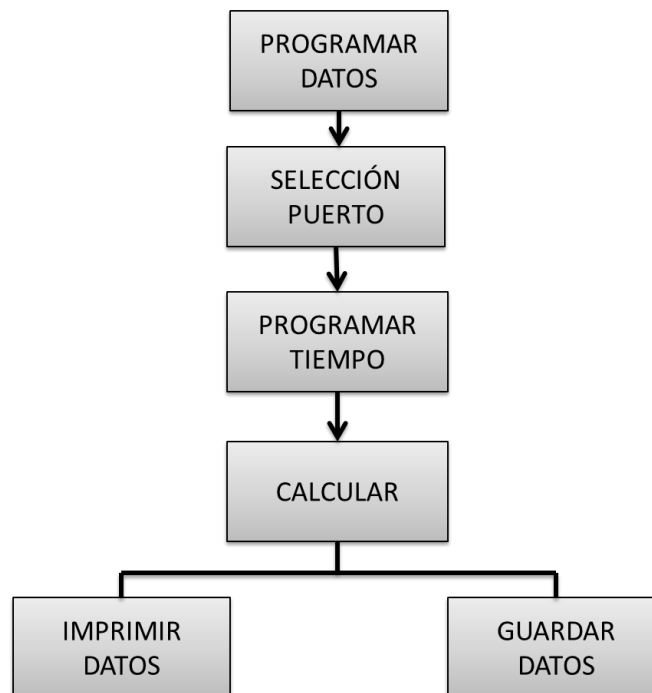 PROGRAMAR
DATOS
SELECCIÓN
PUERTO
PROGRAMAR
TIEMPO
CALCULAR
IMPRIMIR
DATOS
GUARDAR
DATOS